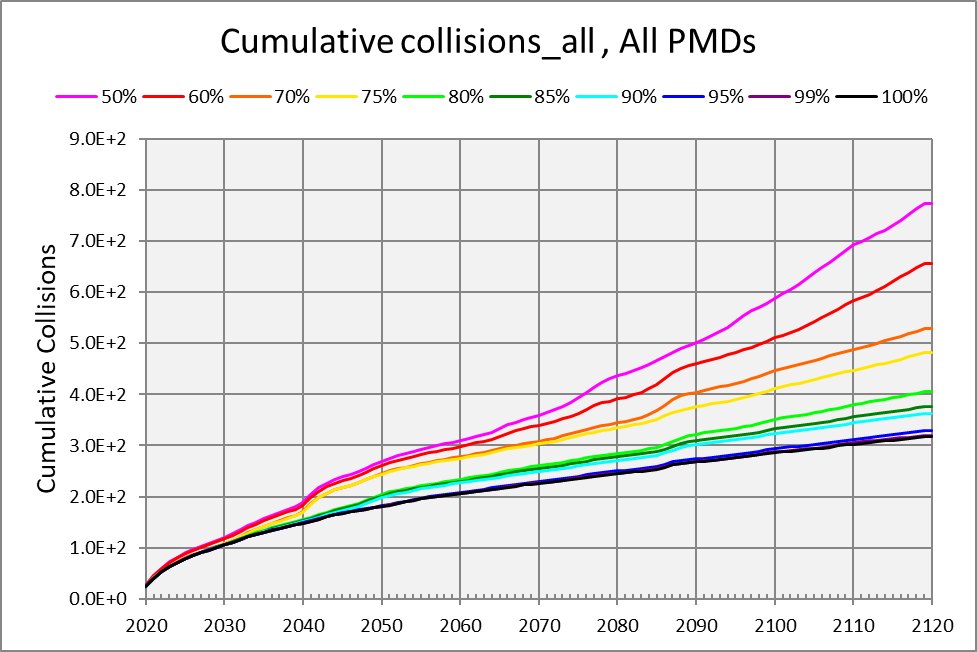 Cumulative collisions_all , All PMDs
50% 60% 70% 75% 80% 85% 90% 95% 99% 100%
Cumulative Collisions
9.0E+2
8.0E+2
7.0E+2
6.0E+2
5.0E+2
4.0E+2
3.0E+2
2.0E+2
1.0E+2
0.0E+0
2020 2030 2040 2050 2060 2070 2080 2090 2100 2110 2120